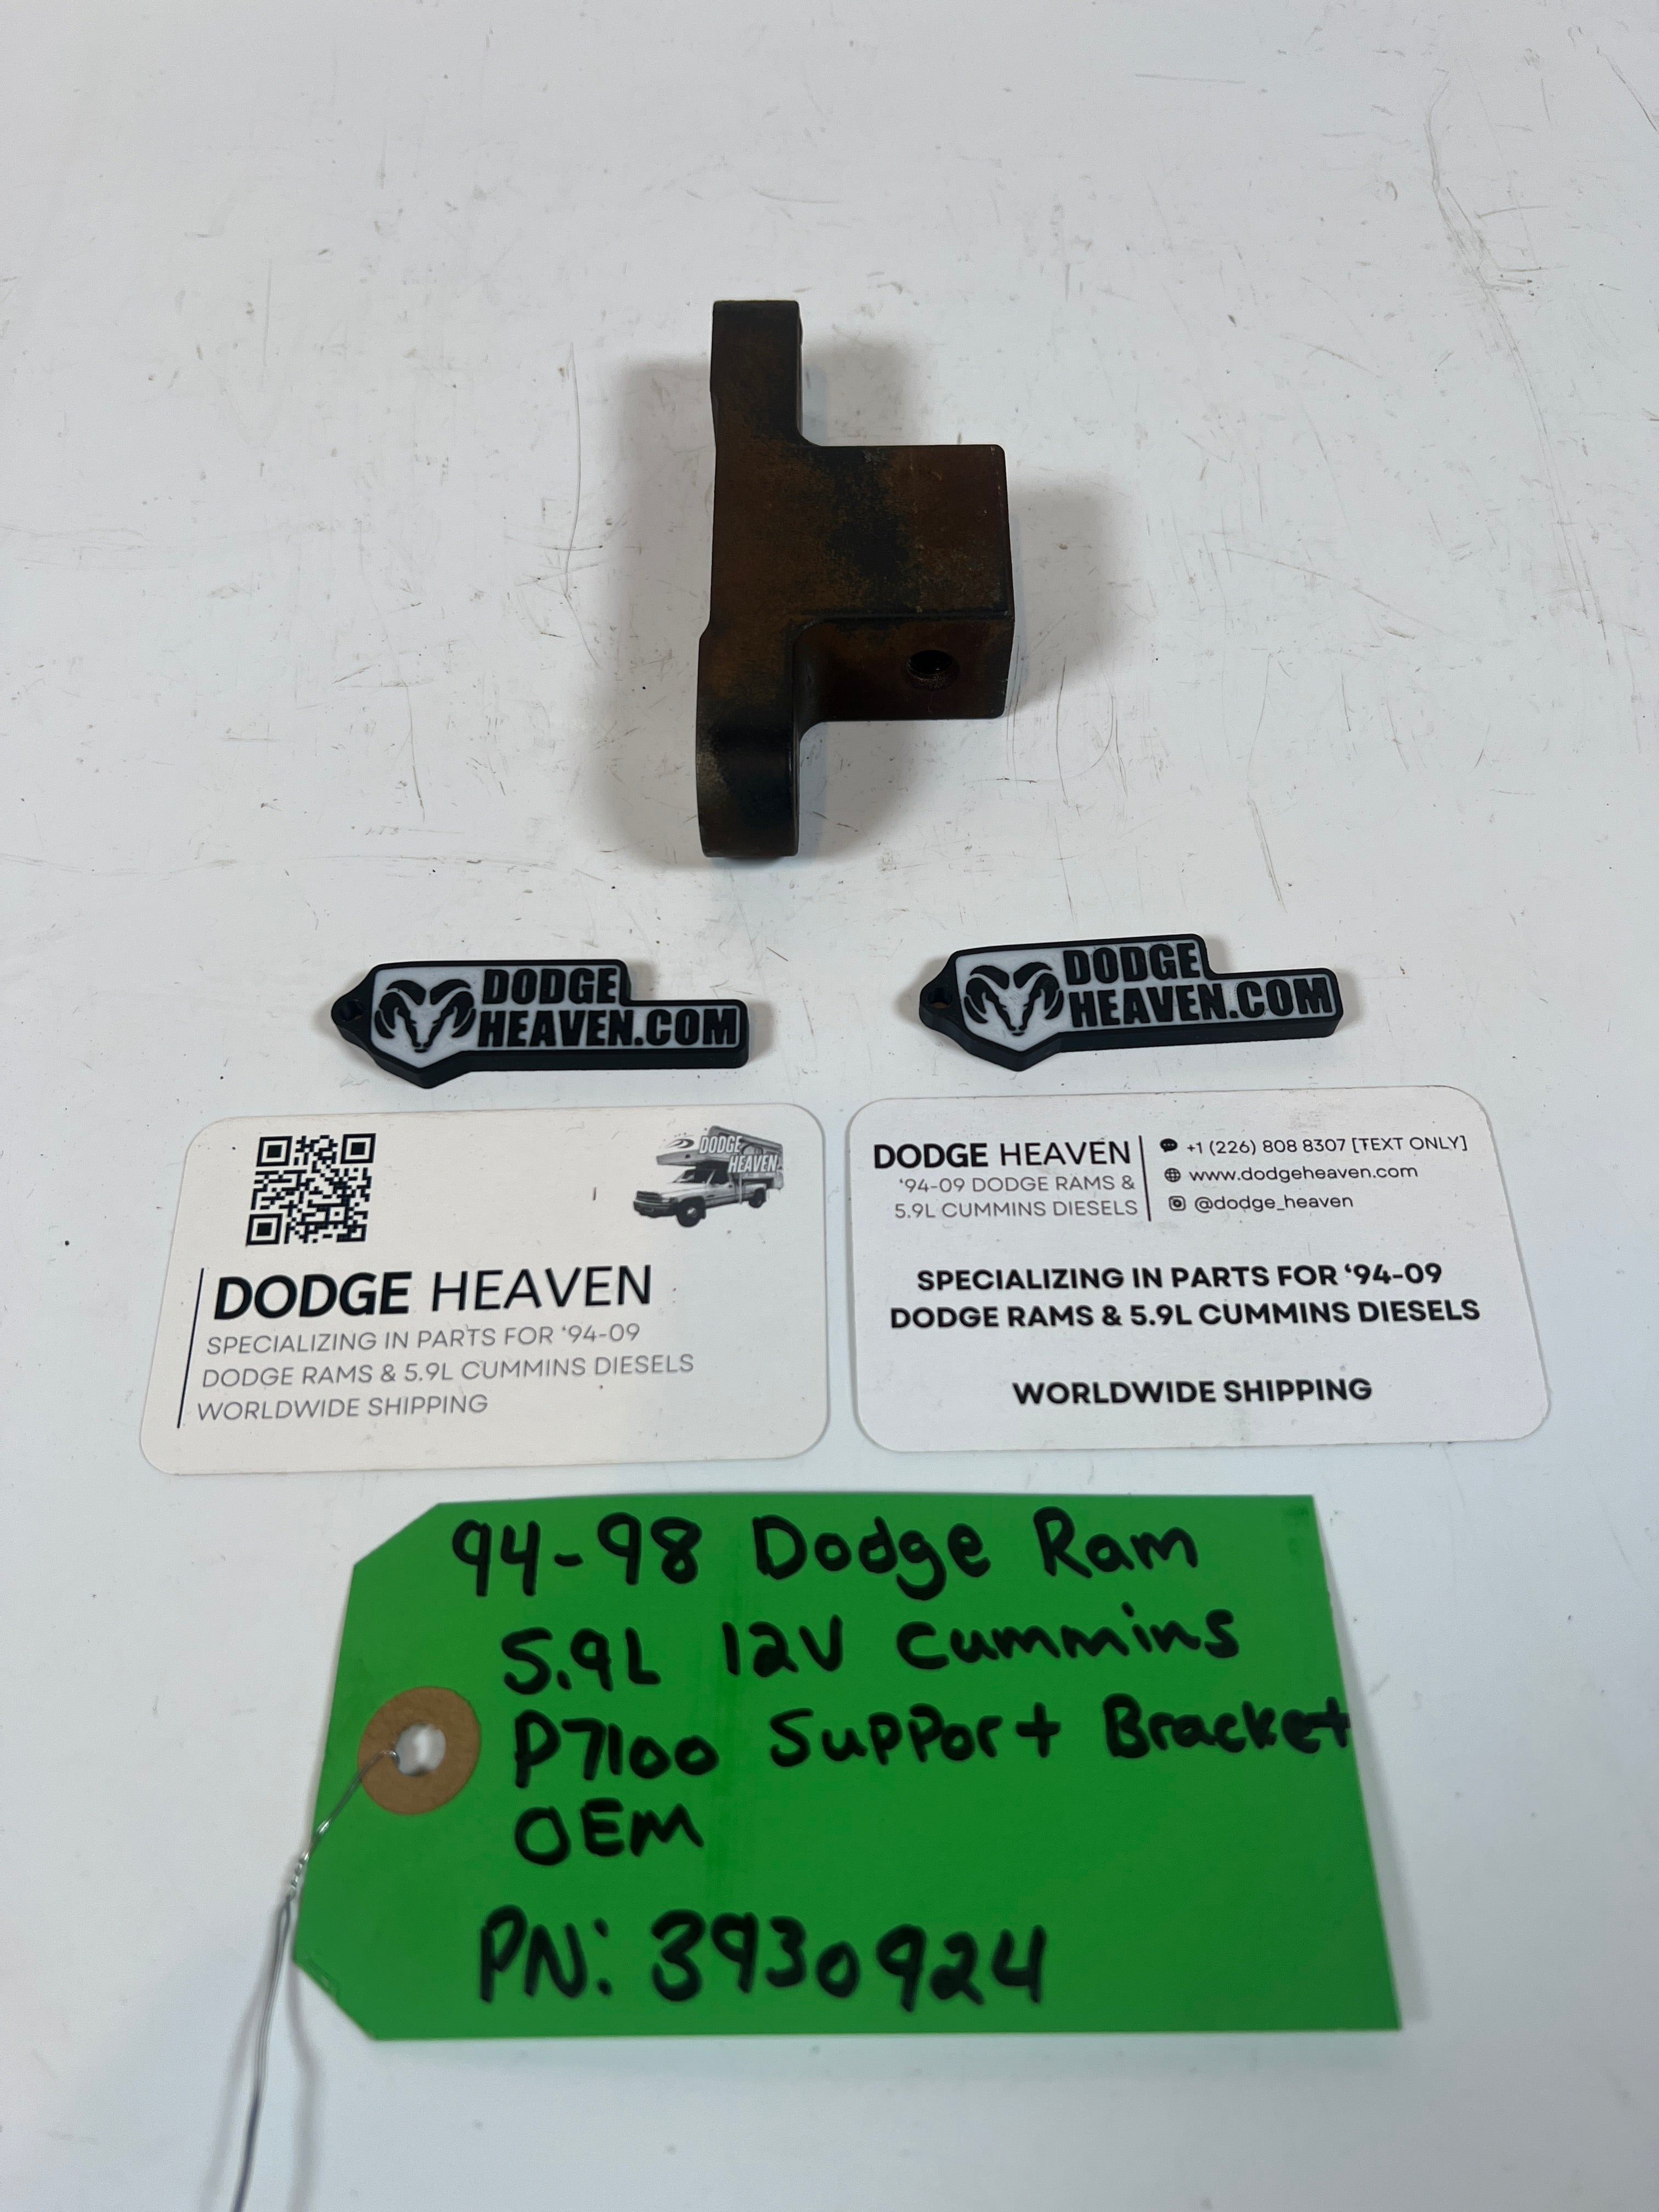 DODGE
HEAVEN.COM
DODGE
HEAVEN.COM
DODGE
HEAVEN
DODGE HEAVEN
SPECIALIZING IN PARTS FOR ‘94-09
DODGE RAMS & 5.9L CUMMINS DIESELS
WORLDWIDE SHIPPING
DODGE HEAVEN
‘94-09 DODGE RAMS &
5.9L CUMMINS DIESELS
+1 (226) 808 8307 [TEXT ONLY]
www.dodgeheaven.com
@dodge_heaven
SPECIALIZING IN PARTS FOR ‘94-09
DODGE RAMS & 5.9L CUMMINS DIESELS
WORLDWIDE SHIPPING
94-98 Dodge Ram
5.9L 12V Cummins
P7100 Support Bracket
OEM
PN: 3930924